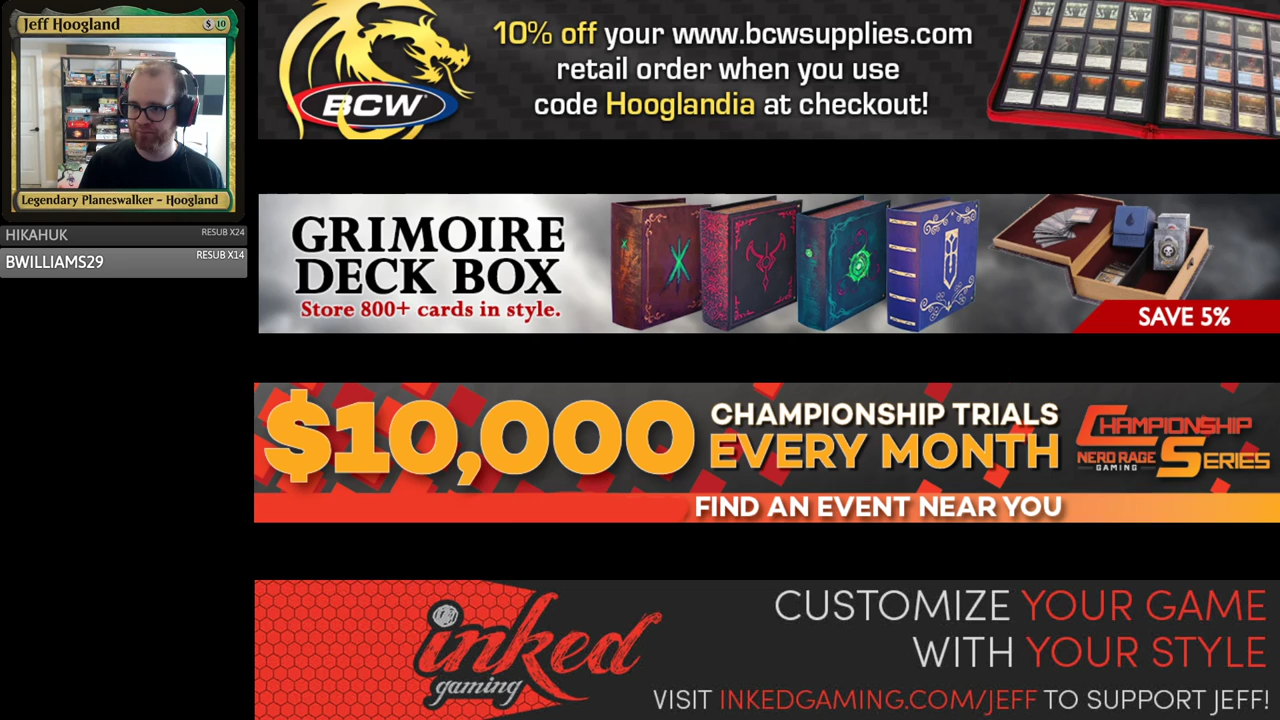 Jeff Hoogland
10
Legendary Planeswalker ~ Hoogland
HIKAHUK
RESUB X24
BWILLIAMS29
RESUB X14
10% off your www.bcwsupplies.com
retail order when you use
code Hooglandia at checkout!
BCW
GRIMOIRE
DECK BOX
Store 800+ cards in style.
SAVE 5%
$10,000
CHAMPIONSHIP TRIALS
EVERY MONTH
FIND AN EVENT NEAR YOU
CHAMPIONSHIP
NERD RAGE
GAMING
SERIES
inked
gaming
CUSTOMIZE YOUR GAME
WITH YOUR STYLE
VISIT INKEDGAMING.COM/JEFF TO SUPPORT JEFF!